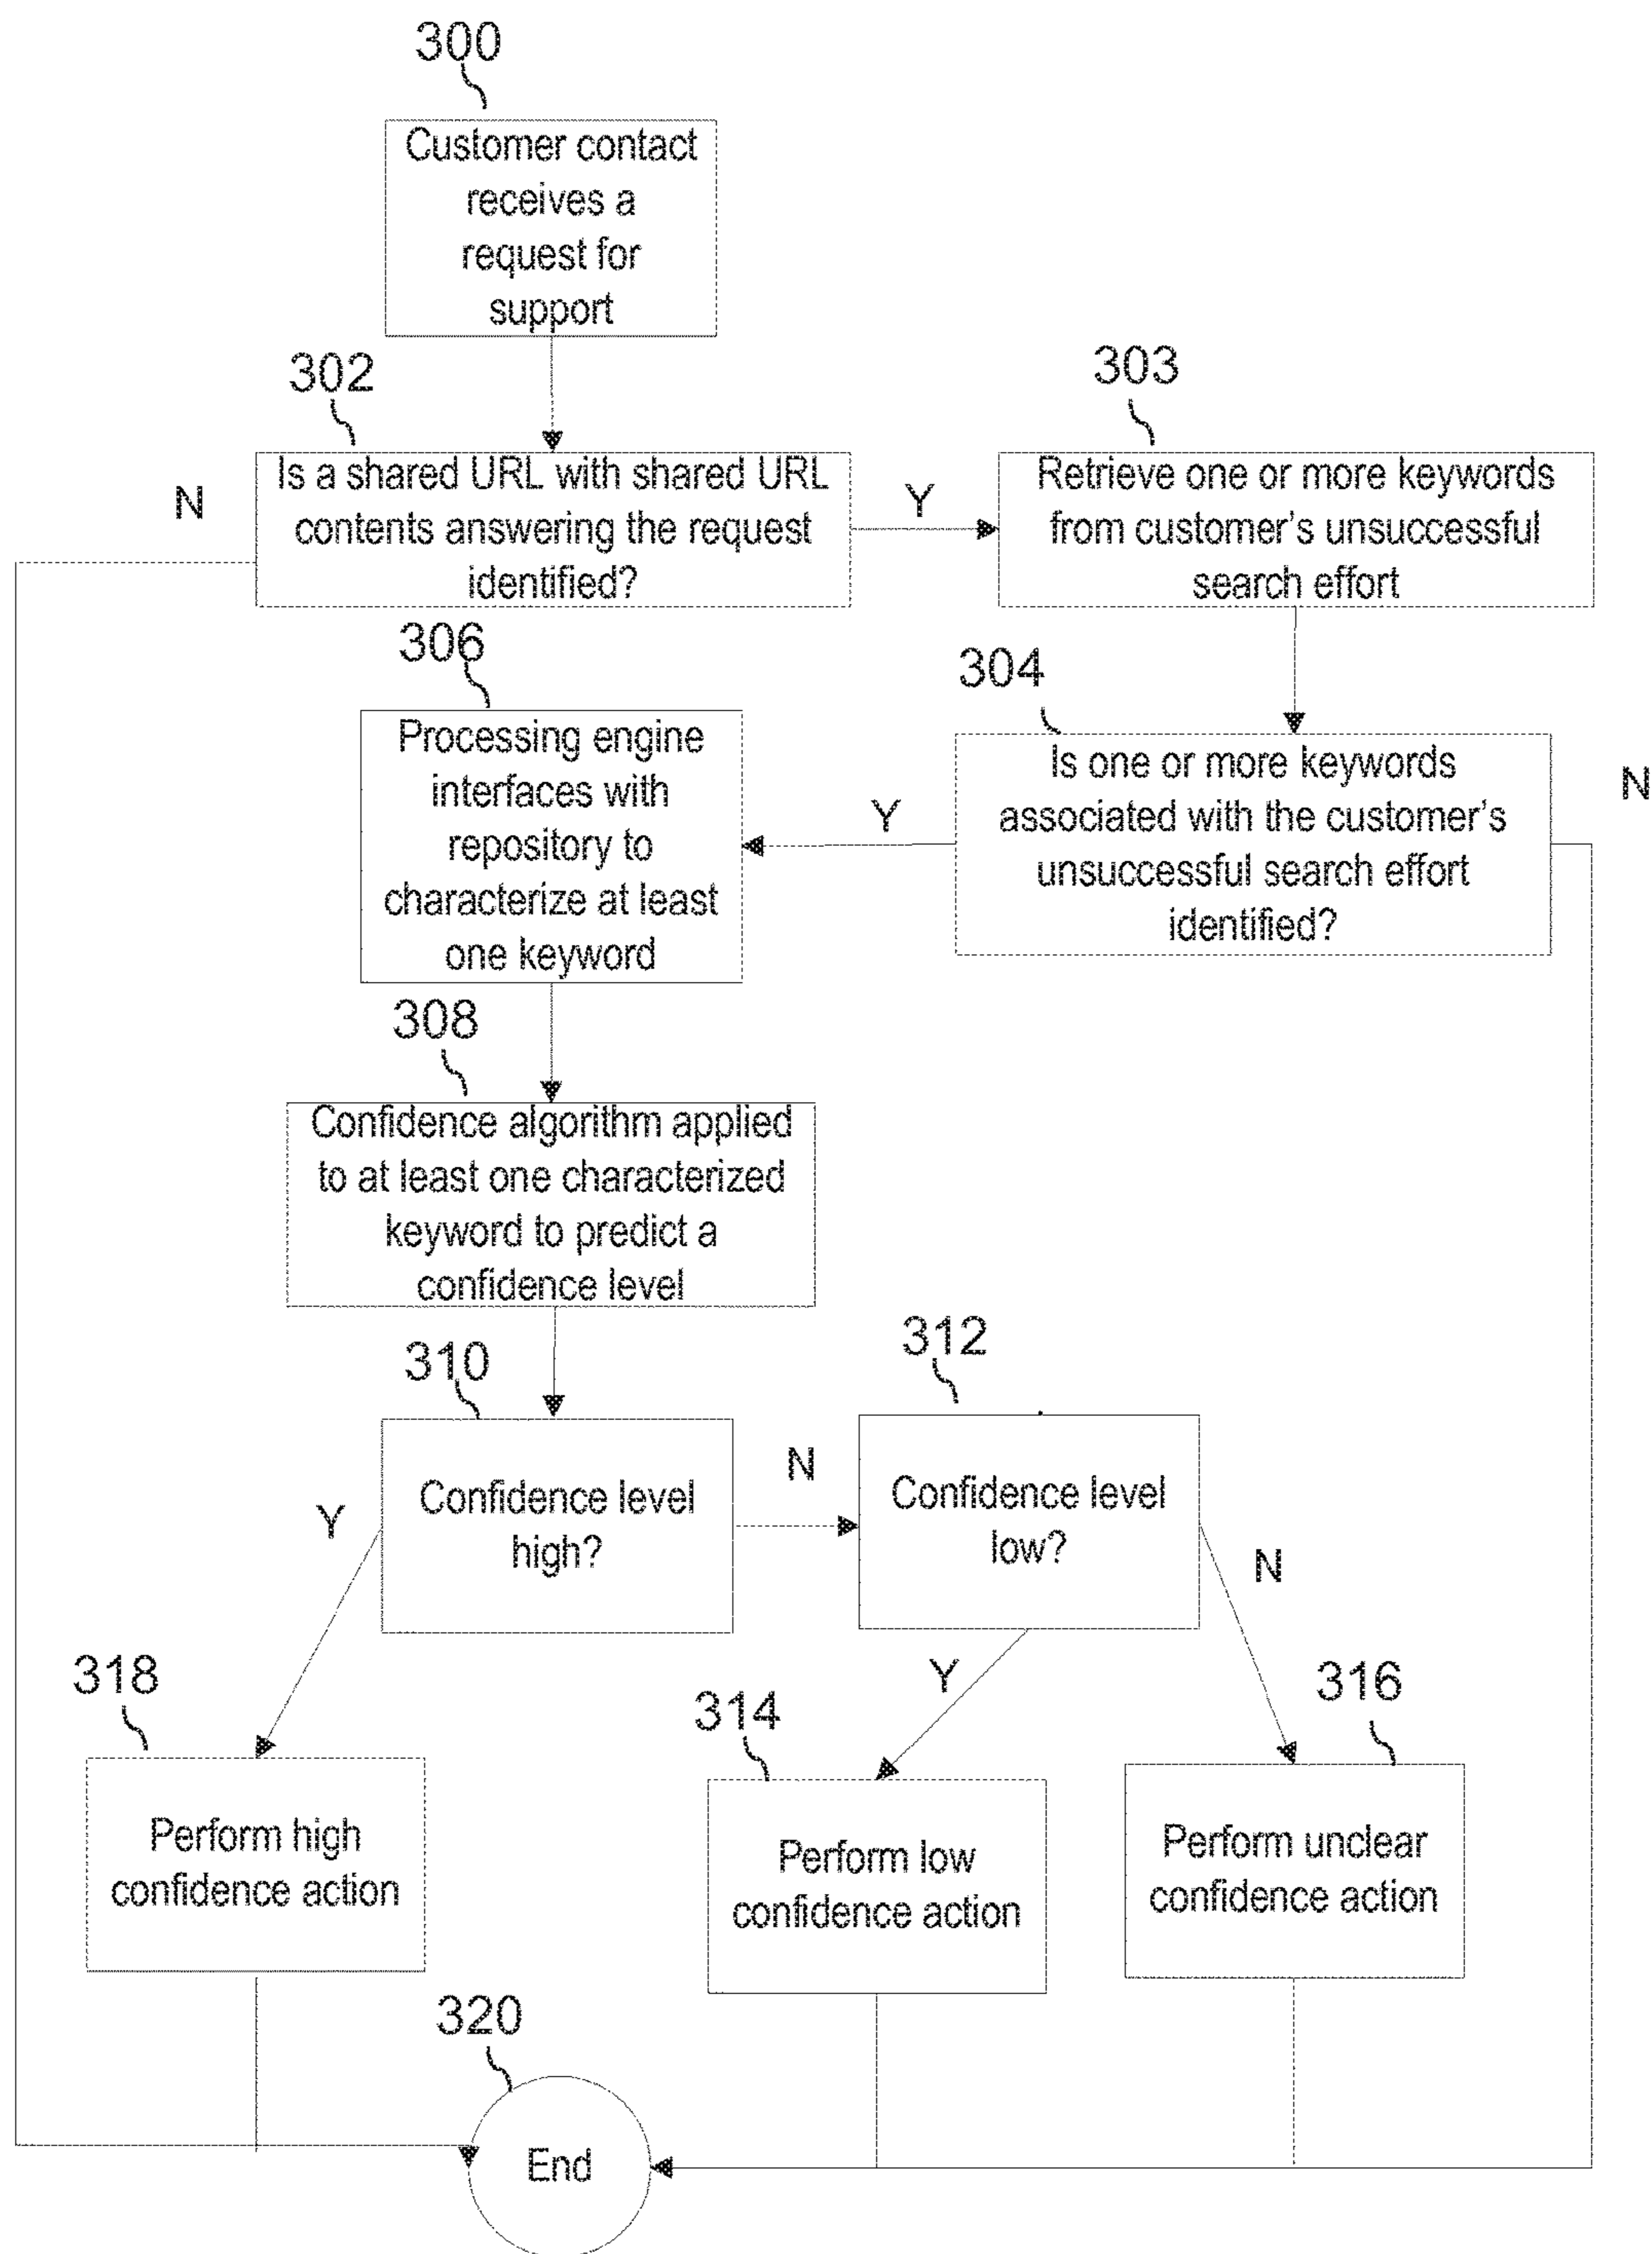 300
Customer contact
receives a
request for
support
302
N
Is a shared URL with shared URL
contents answering the request
identified?
Y
303
Retrieve one or more keywords
from customer's unsuccessful
search effort
304
Is one or more keywords
associated with the customer's
unsuccessful search effort
identified?
N
Y
306
Processing engine
interfaces with
repository to
characterize at least
one keyword
308
Confidence algorithm applied
to at least one characterized
keyword to predict a
confidence level
310
Confidence level
high?
Y
N
312
Confidence level
low?
Y
N
318
Perform high
confidence action
314
Perform low
confidence action
316
Perform unclear
confidence action
320
End